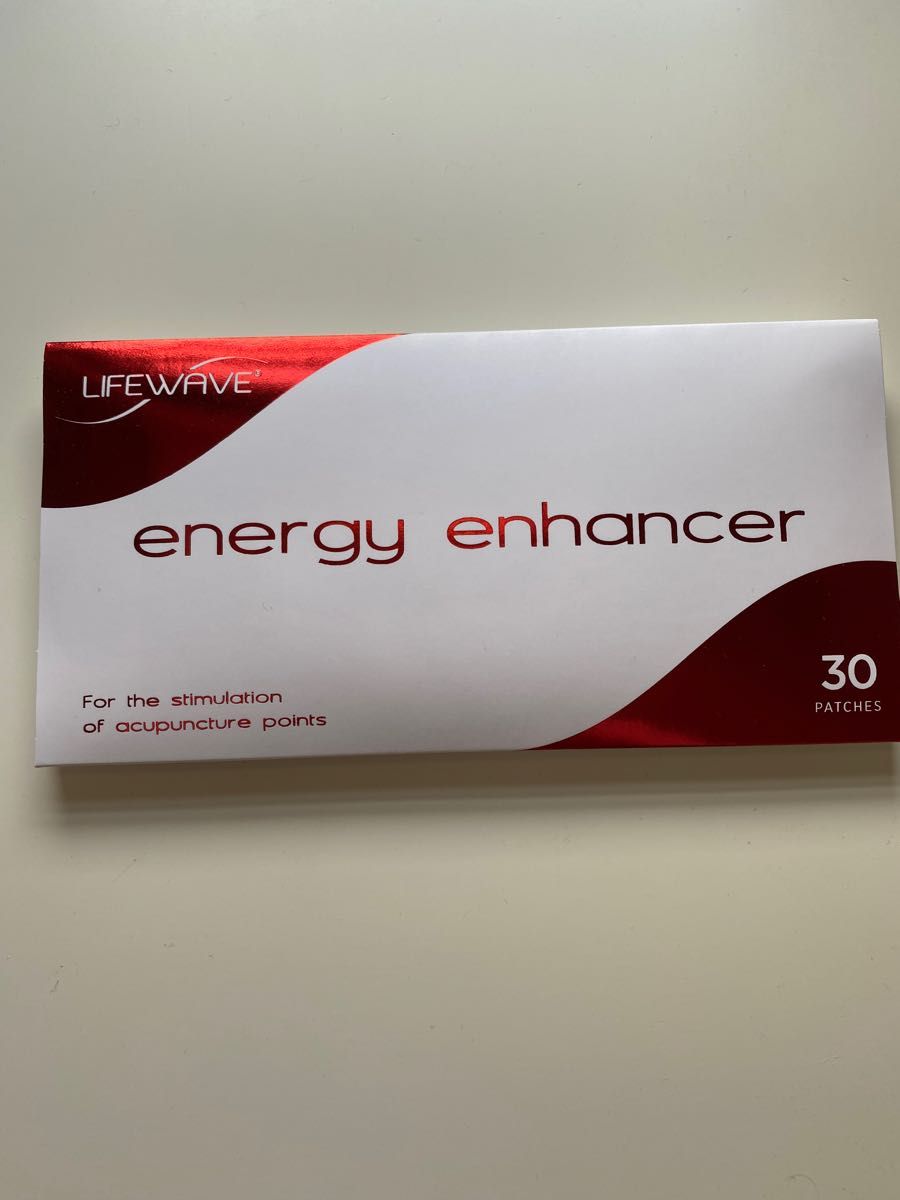 LIFEWAVE®
energy enhancer
For the stimulation
of acupuncture points
30
PATCHES